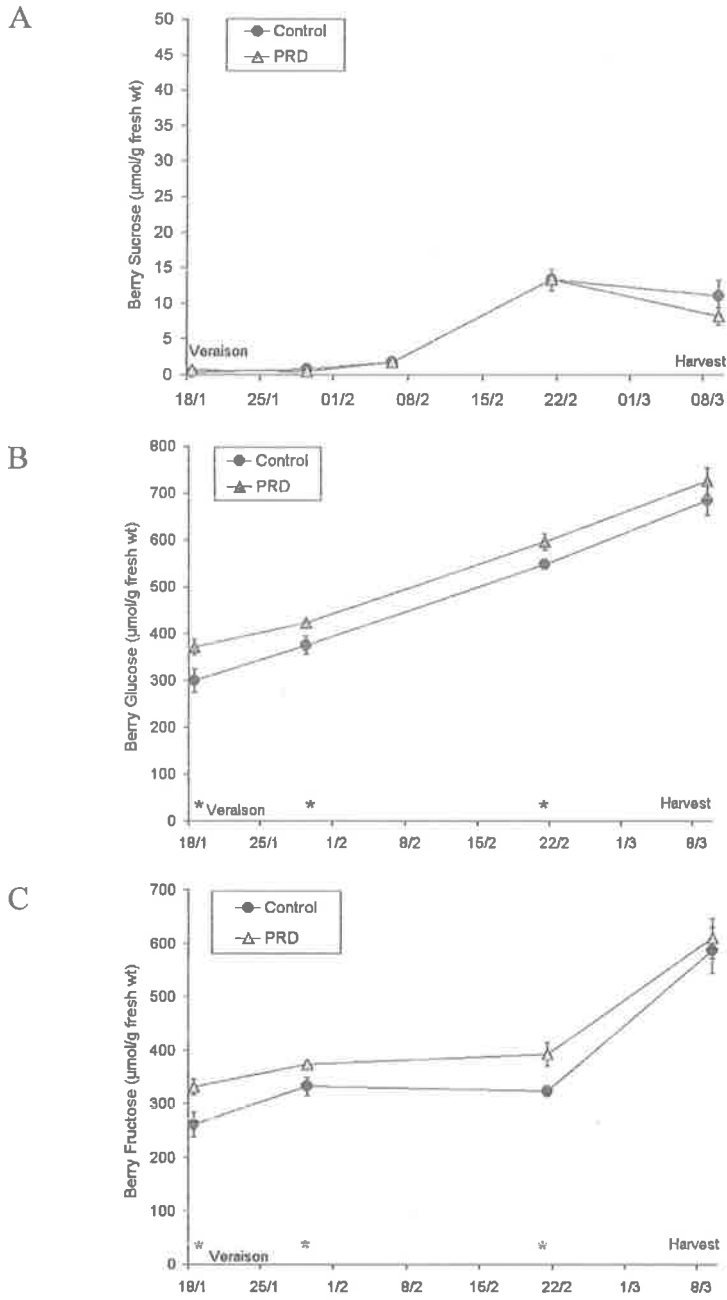 A
Control
PRD
Berry Sucrose (µmol/g fresh wt)
50
45
40
35
30
25
20
15
10
5
0
Veraison
Harvest
18/1 25/1 01/2 08/2 15/2 22/2 01/3 08/3
B
Control
PRD
Berry Glucose (µmol/g fresh wt)
800
700
600
500
400
300
200
100
0
* Veraison * * Harvest
18/1 25/1 1/2 8/2 15/2 22/2 1/3 8/3
C
Control
PRD
Berry Fructose (µmol/g fresh wt)
700
600
500
400
300
200
100
0
* * * Harvest
Veraison
18/1 25/1 1/2 8/2 15/2 22/2 1/3 8/3